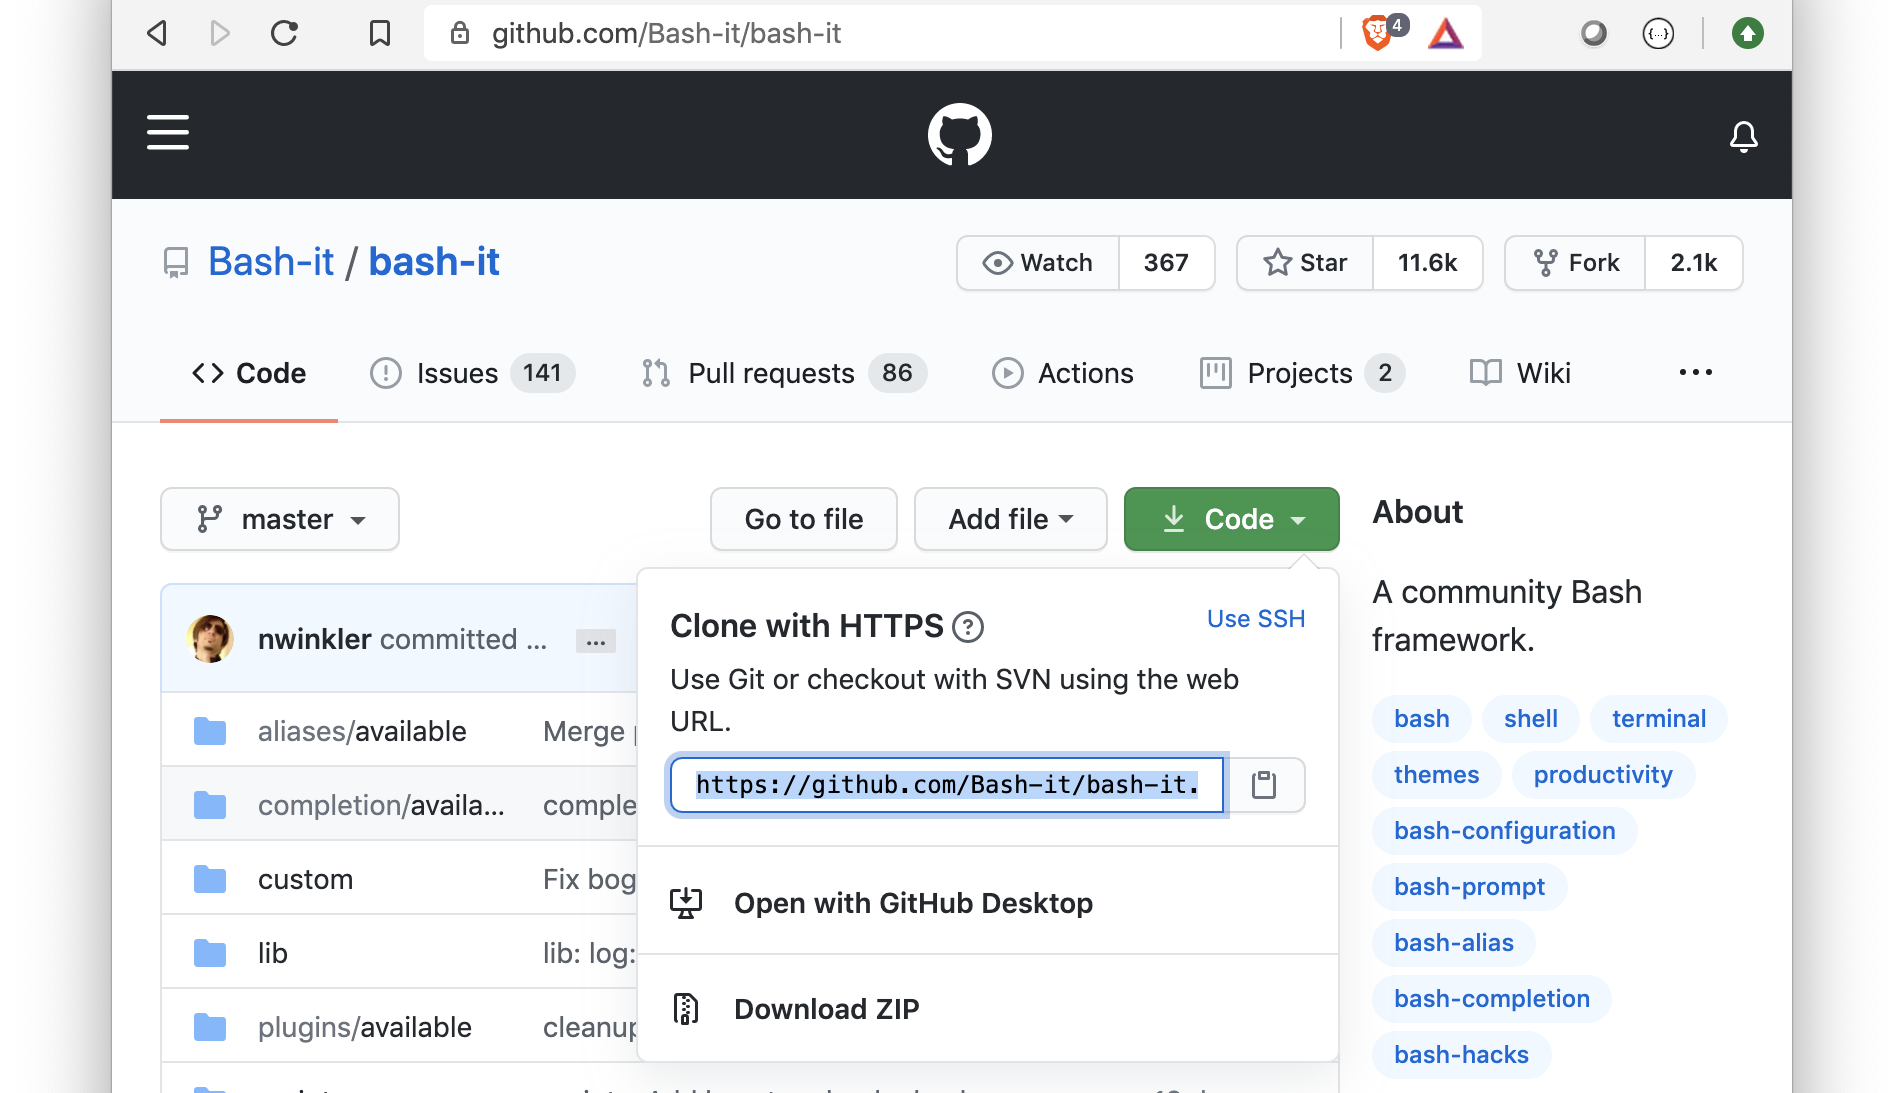 github.com/Bash-it/bash-it
4
{...}
Bash-it / bash-it
Watch 367
Star 11.6k
Fork 2.1k
Code
Issues 141
Pull requests 86
Actions
Projects 2
Wiki
master
Go to file
Add file
Code
nwinkler committed ...
aliases/available Merge
completion/availa... comple
custom Fix bog
lib lib: log:
plugins/available cleanup
Clone with HTTPS ?
Use SSH
Use Git or checkout with SVN using the web
URL.
https://github.com/Bash-it/bash-it.
Open with GitHub Desktop
Download ZIP
About
A community Bash
framework.
bash shell terminal
themes productivity
bash-configuration
bash-prompt
bash-alias
bash-completion
bash-hacks